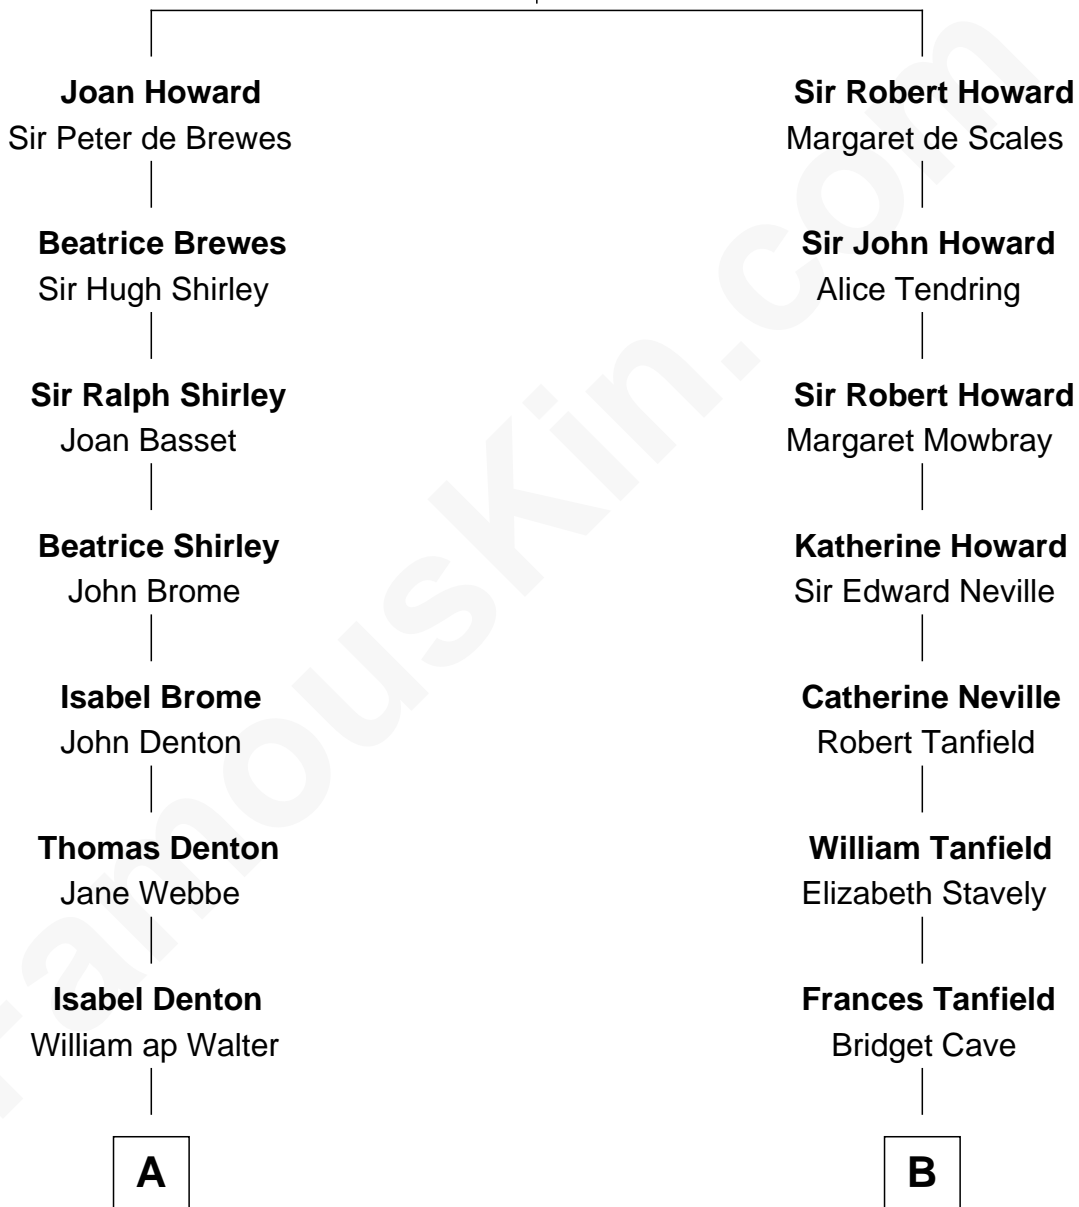 Joan Howard
Sir Peter de Brewes
Beatrice Brewes
Sir Hugh Shirley
Sir Ralph Shirley
Joan Basset
Beatrice Shirley
John Brome
Isabel Brome
John Denton
Thomas Denton
Jane Webbe
Isabel Denton
William ap Walter
A
Sir Robert Howard
Margaret de Scales
Sir John Howard
Alice Tendring
Sir Robert Howard
Margaret Mowbray
Katherine Howard
Sir Edward Neville
Catherine Neville
Robert Tanfield
William Tanfield
Elizabeth Stavely
Frances Tanfield
Bridget Cave
B
FamousKin.com